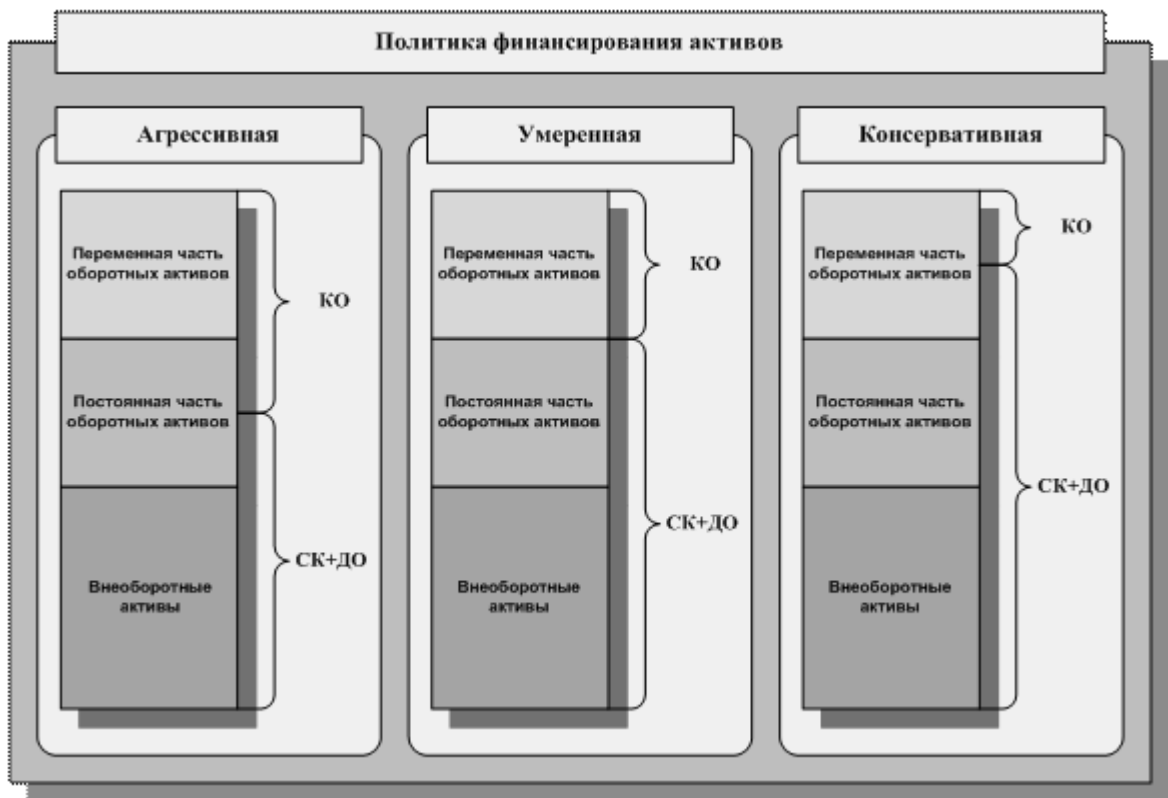 Политика финансирования активов
Агрессивная
Переменная часть
оборотных активов
КО
Постоянная часть
оборотных активов
СК+ДО
Внеоборотные
активы
Умеренная
Переменная часть
оборотных активов
КО
Постоянная часть
оборотных активов
СК+ДО
Внеоборотные
активы
Консервативная
Переменная часть
оборотных активов
КО
Постоянная часть
оборотных активов
СК+ДО
Внеоборотные
активы